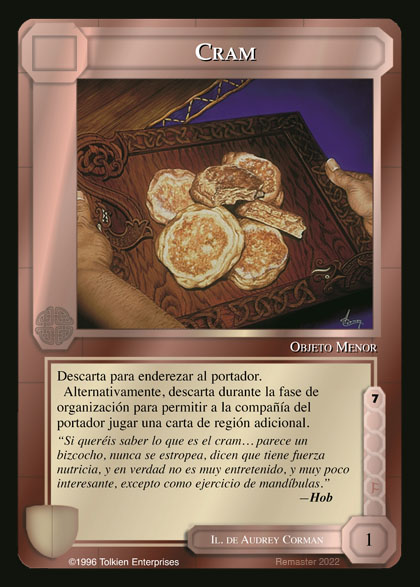 Cram
Objeto Menor
Descarta para enderezar al portador.
Alternativamente, descarta durante la fase de
organización para permitir a la compañía del
portador jugar una carta de región adicional.
“Si queréis saber lo que es el cram… parece un
bizcocho, nunca se estropea, dicen que tiene fuerza
nutricia, y en verdad no es muy entretenido, y muy poco
interesante, excepto como ejercicio de mandíbulas.”
—Hob
7
F
Il. de Audrey Corman
1
©1996 Tolkien Enterprises
Remaster 2022